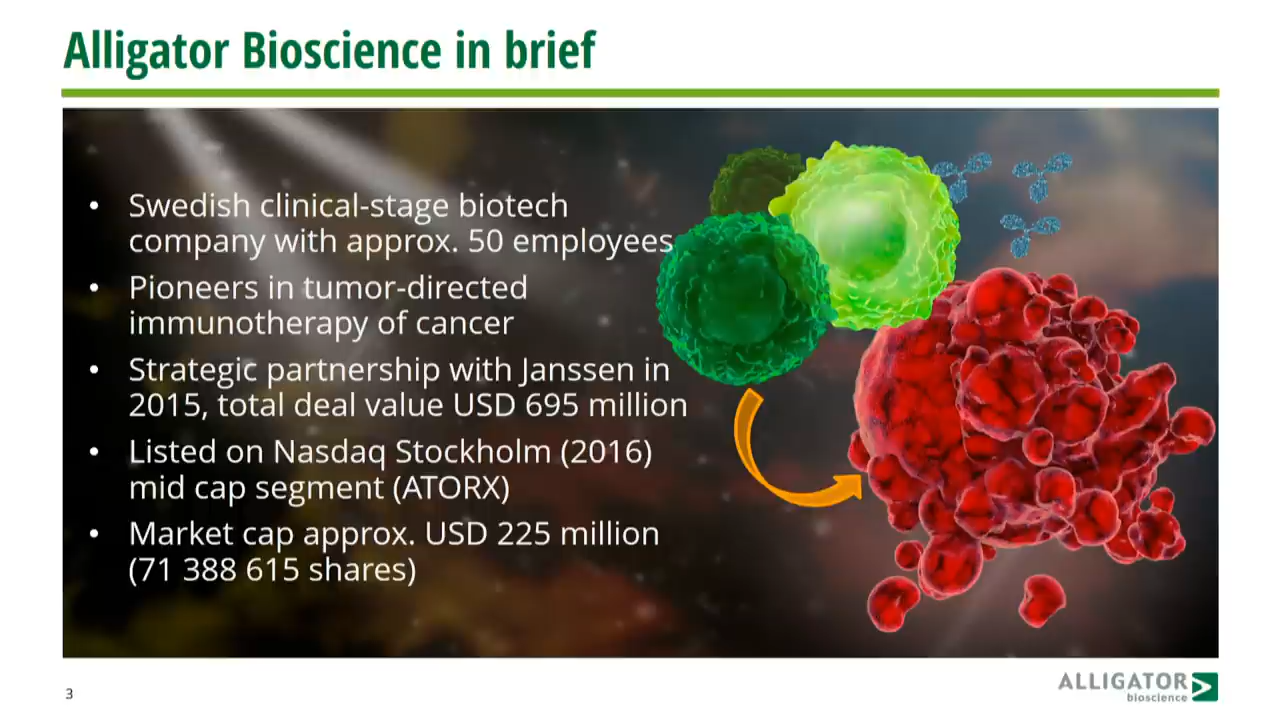 Alligator Bioscience in brief
• Swedish clinical-stage biotech
company with approx. 50 employees
• Pioneers in tumor-directed
immunotherapy of cancer
• Strategic partnership with Janssen in
2015, total deal value USD 695 million
• Listed on Nasdaq Stockholm (2016)
mid cap segment (ATORX)
• Market cap approx. USD 225 million
(71 388 615 shares)
3
ALLIGATOR
bioscience